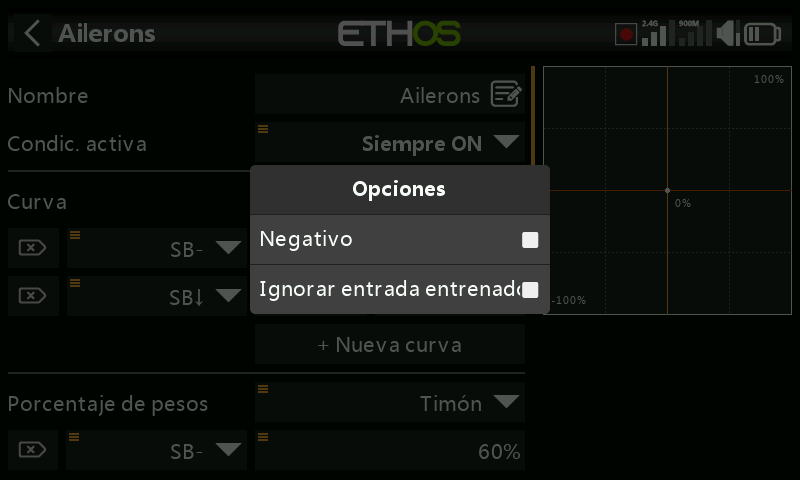 Ailerons
ETHOS
2.4G
900M
Nombre
Ailerons
Condic. activa
Siempre ON
Curva
SB-
SB↓
+ Nueva curva
Porcentaje de pesos
Timón
SB-
60%
Opciones
Negativo
Ignorar entrada entrenado
100%
0%
-100%